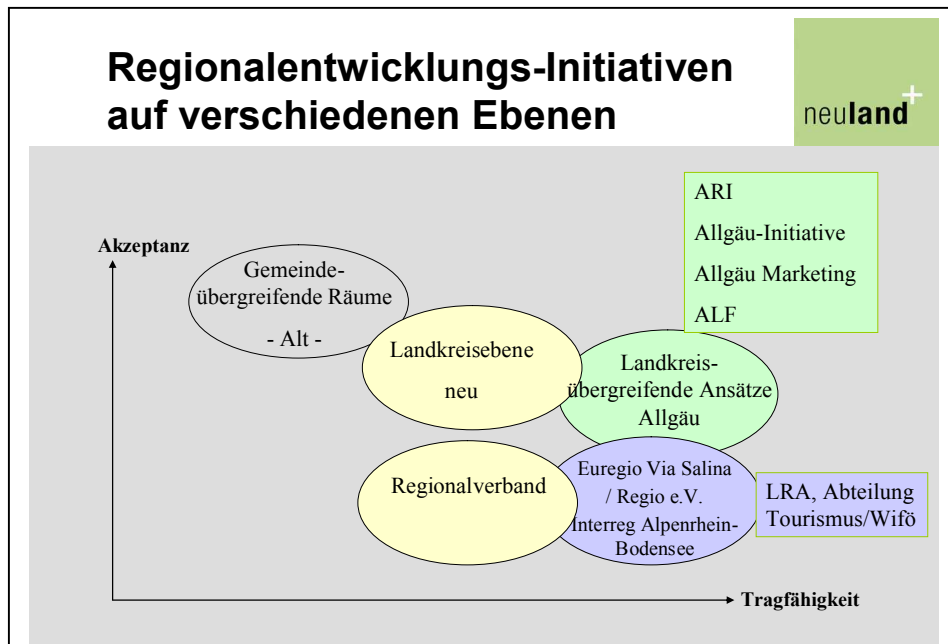 Regionalentwicklungs-Initiativen
auf verschiedenen Ebenen
neuland+
ARI
Allgäu-Initiative
Allgäu Marketing
ALF
Akzeptanz
Gemeinde-
übergreifende Räume
- Alt -
Landkreisebene
neu
Landkreis-
übergreifende Ansätze
Allgäu
Regionalverband
Euregio Via Salina
/ Regio e.V.
Interreg Alpenrhein-
Bodensee
LRA, Abteilung
Tourismus/Wifö
Tragfähigkeit